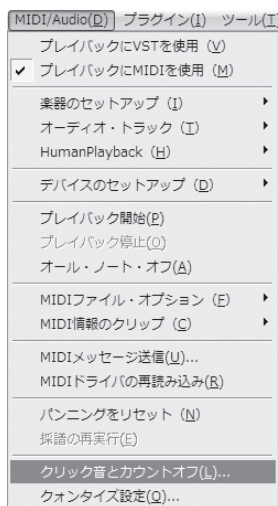 MIDI/Audio(D) プラグイン(I) ツール(T
プレイバックにVSTを使用 (V)
✓ プレイバックにMIDIを使用 (M)
楽器のセットアップ (I)
オーディオ・トラック (T)
HumanPlayback (H)
デバイスのセットアップ (D)
プレイバック開始(P)
プレイバック停止(O)
オール・ノート・オフ(A)
MIDIファイル・オプション (F)
MIDI情報のクリップ (C)
MIDIメッセージ送信(U)...
MIDIドライバの再読み込み(R)
パンニングをリセット (N)
採譜の再実行(E)
クリック音とカウントオフ(L)...
クォンタイズ設定(Q)...